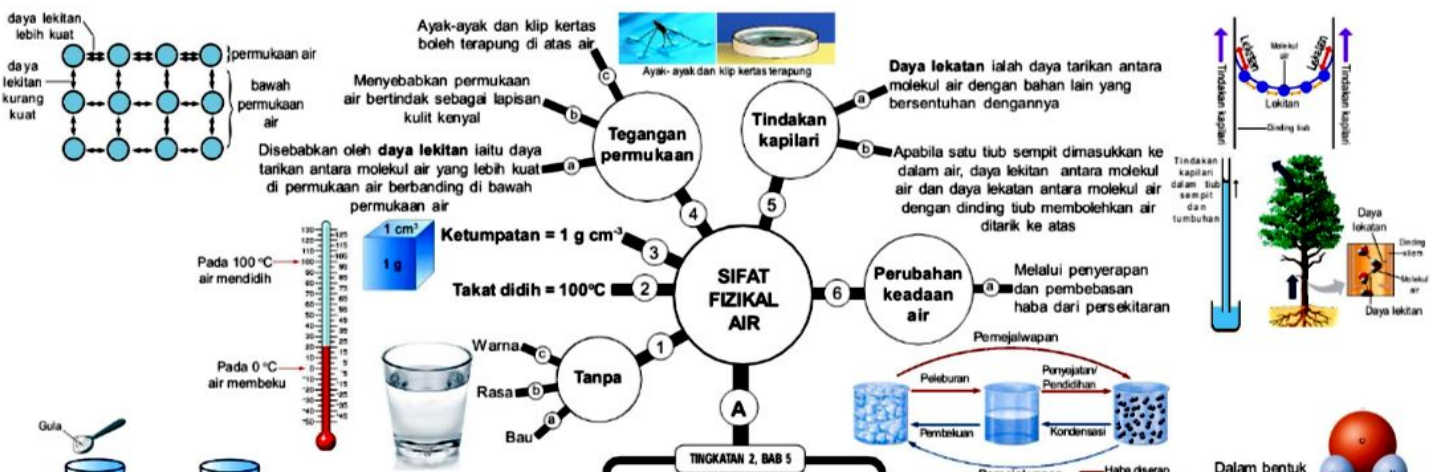 daya lekitan
lebih kuat
permukaan air
daya
lekitan
kurang
kuat
bawah
permukaan
air
Ayak-ayak dan klip kertas
boleh terapung di atas air
c
Ayak- ayak dan klip kertas terapung
Menyebabkan permukaan
air bertindak sebagai lapisan
kulit kenyal
b
Disebabkan oleh daya lekitan iaitu daya
tarikan antara molekul air yang lebih kuat
di permukaan air berbanding di bawah
permukaan air
a
Tegangan
permukaan
4
Tindakan
kapilari
5
a
Daya lekatan ialah daya tarikan antara
molekul air dengan bahan lain yang
bersentuhan dengannya
b
Apabila satu tiub sempit dimasukkan ke
dalam air, daya lekitan antara molekul
air dan daya lekatan antara molekul air
dengan dinding tiub membolehkan air
ditarik ke atas
Tindakan kapilari
Lekatan
Molekul
air
Lekatan
Tindakan kapilari
Lekitan
Dinding tiub
Tindakan
kapilari
dalam tiub
sempit
dan
tumbuhan
Daya
lekatan
Dinding
xilem
Molekul
air
Daya lekitan
Pada 100 °C
air mendidih
Pada 0 °C
air membeku
1 cm³
1 g
Ketumpatan = 1 g cm⁻³
3
Takat didih = 100°C
2
SIFAT
FIZIKAL
AIR
6
Perubahan
keadaan
air
a
Melalui penyerapan
dan pembebasan
haba dari persekitaran
1
Tanpa
Warna
c
Rasa
b
Bau
a
A
TINGKATAN 2, BAB 5
Pemejalwapan
Peleburan
Penyejatan/
Pendidihan
Pembekuan
Kondensasi
Haba diserap
Gula
Dalam bentuk
O